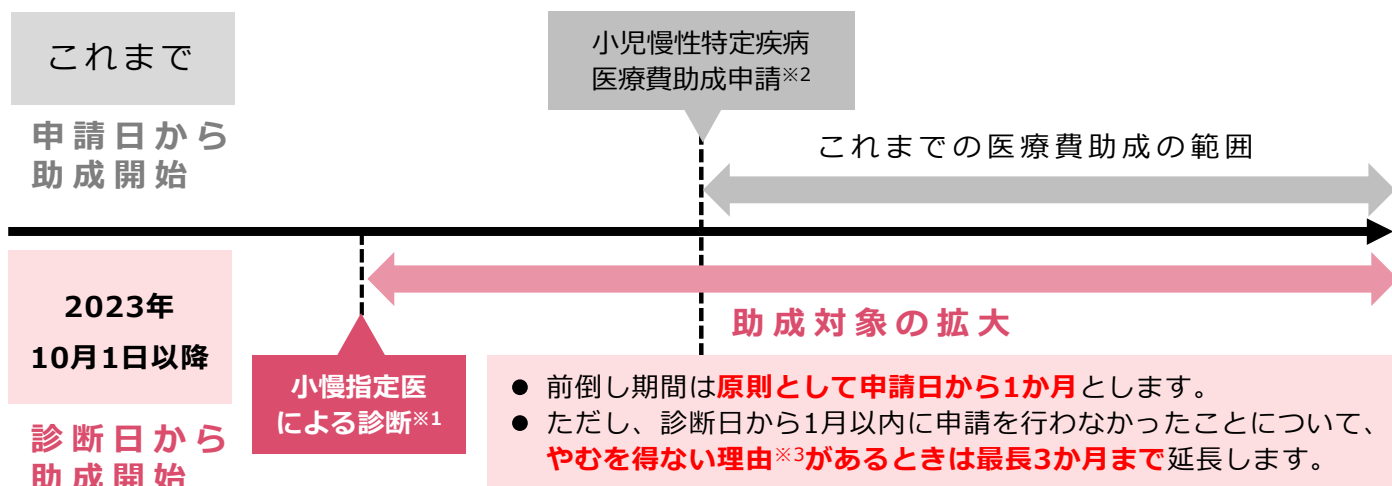 これまで
申請日から
助成開始
小児慢性特定疾病
医療費助成申請※2
これまでの医療費助成の範囲
2023年
10月1日以降
診断日から
助成開始
小慢指定医
による診断※1
助成対象の拡大
● 前倒し期間は原則として申請日から1か月とします。
● ただし、診断日から1月以内に申請を行わなかったことについて、
やむを得ない理由※3があるときは最長3か月まで延長します。